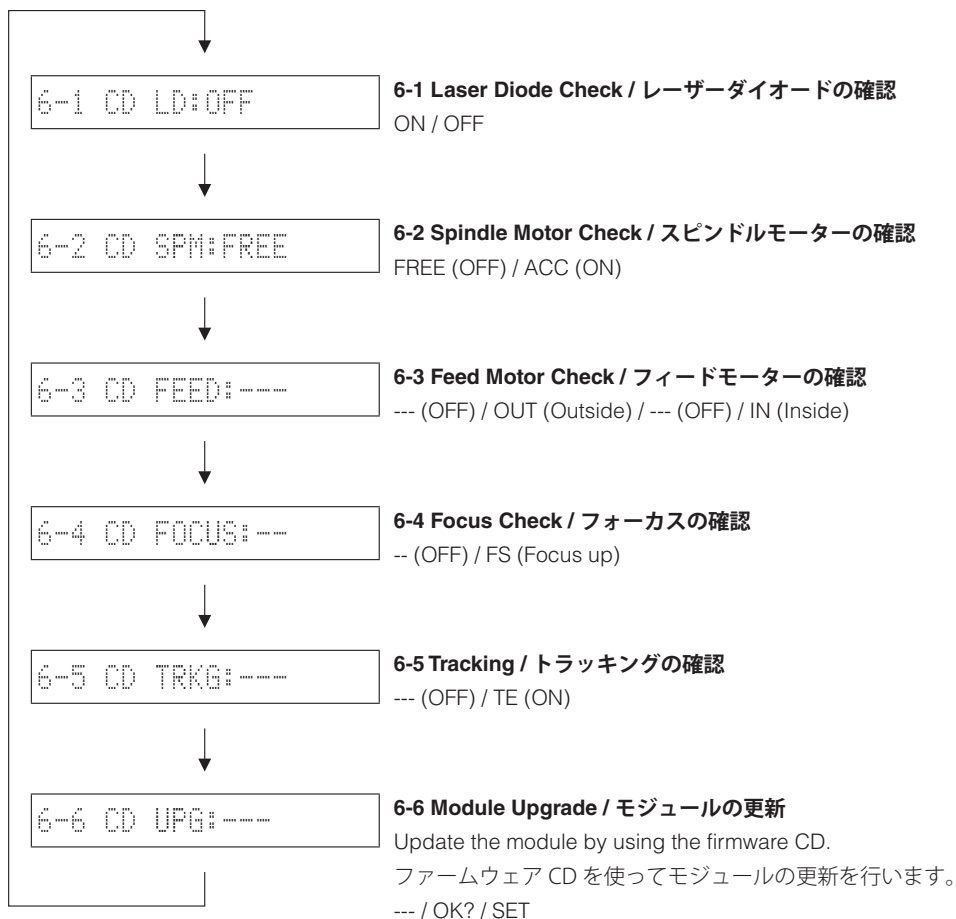 6-1 CD LD:OFF
6-1 Laser Diode Check / レーザーダイオードの確認
ON / OFF
6-2 CD SPM:FREE
6-2 Spindle Motor Check / スピンドルモーターの確認
FREE (OFF) / ACC (ON)
6-3 CD FEED:---
6-3 Feed Motor Check / フィードモーターの確認
--- (OFF) / OUT (Outside) / --- (OFF) / IN (Inside)
6-4 CD FOCUS:--
6-4 Focus Check / フォーカスの確認
-- (OFF) / FS (Focus up)
6-5 CD TRKG:---
6-5 Tracking / トラッキングの確認
--- (OFF) / TE (ON)
6-6 CD UPG:---
6-6 Module Upgrade / モジュールの更新
Update the module by using the firmware CD.
ファームウェア CD を使ってモジュールの更新を行います。
--- / OK? / SET